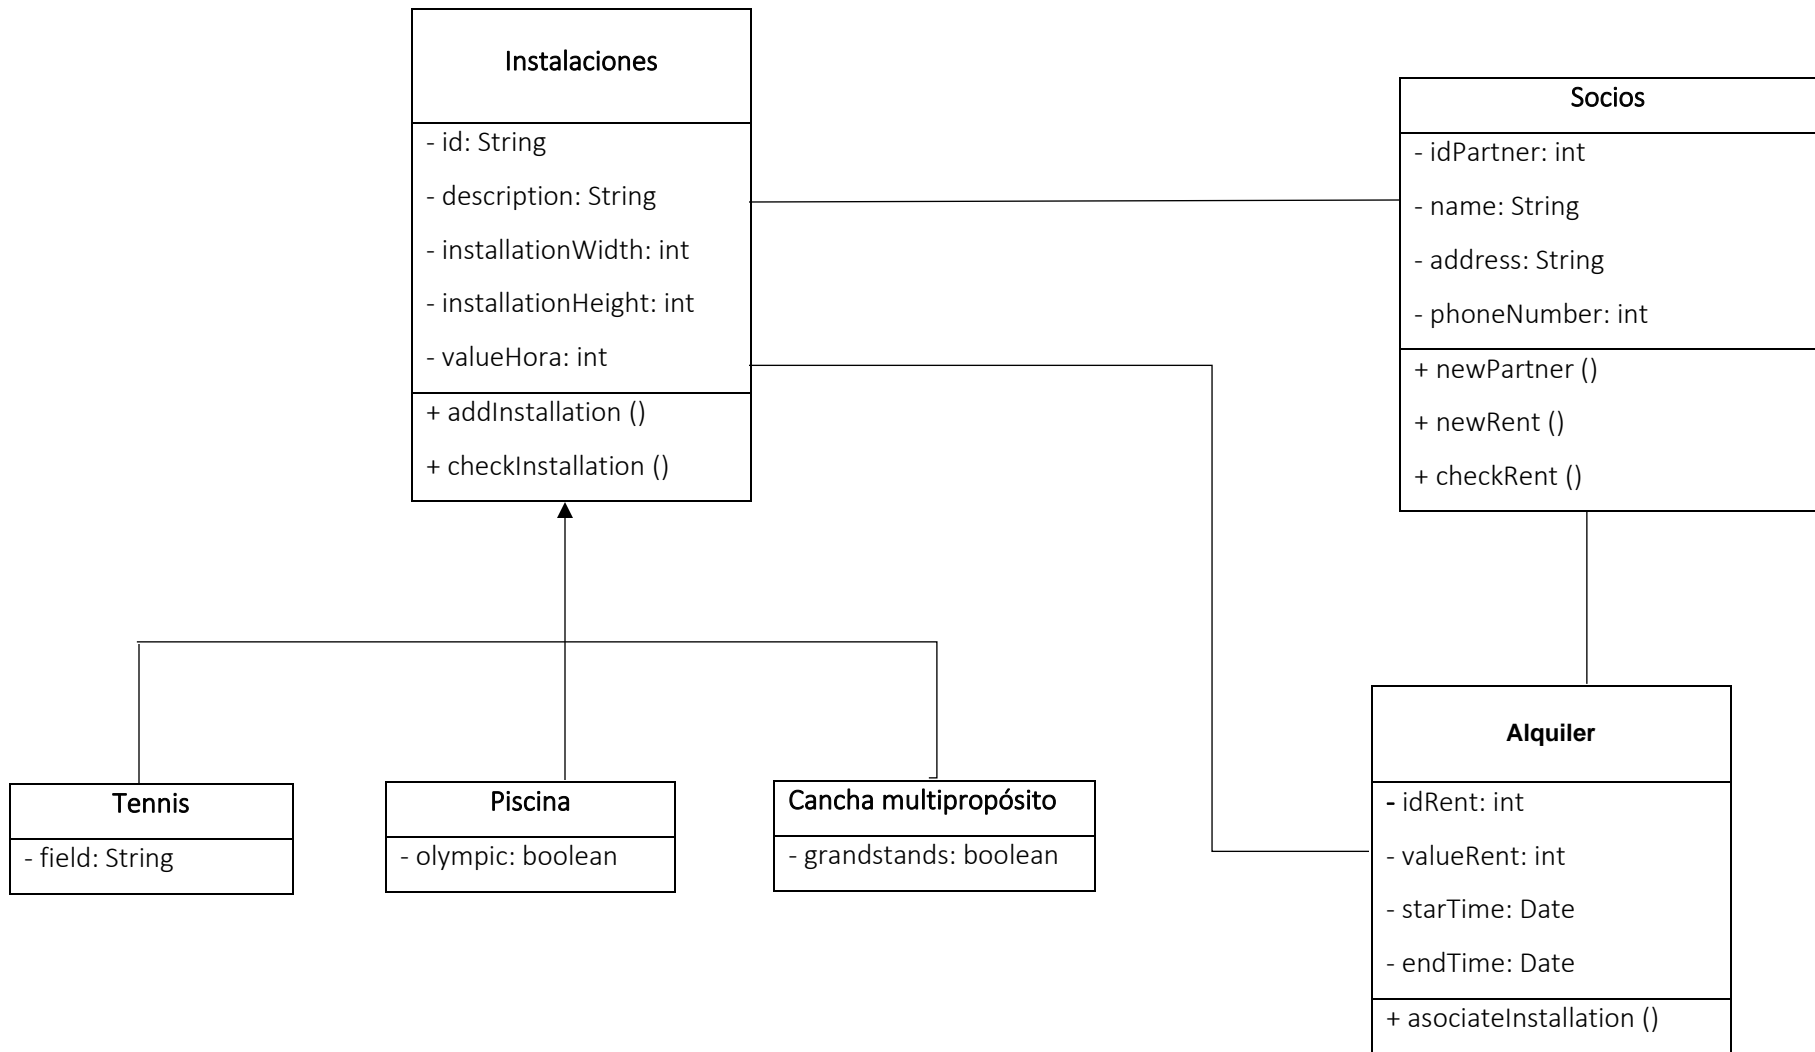 Instalaciones
- id: String
- description: String
- installationWidth: int
- installationHeight: int
- valueHora: int
+ addInstallation ()
+ checkInstallation ()
Socios
- idPartner: int
- name: String
- address: String
- phoneNumber: int
+ newPartner ()
+ newRent ()
+ checkRent ()
Tennis
- field: String
Piscina
- olympic: boolean
Cancha multipropósito
- grandstands: boolean
Alquiler
- idRent: int
- valueRent: int
- starTime: Date
- endTime: Date
+ asociateInstallation ()